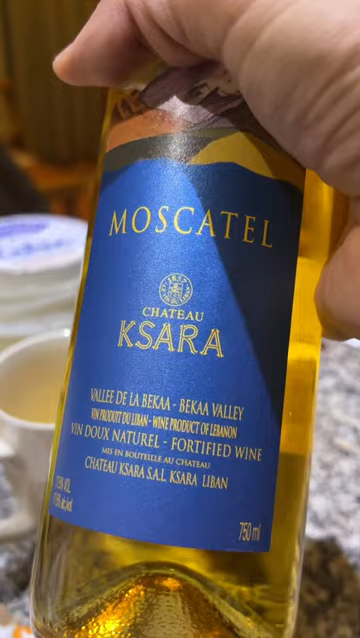 MOSCATEL
CHATEAU
KSARA
VALLEE DE LA BEKAA - BEKAA VALLEY
VIN PRODUIT DU LIBAN - WINE PRODUCT OF LEBANON
VIN DOUX NATUREL - FORTIFIED WINE
MIS EN BOUTEILLE AU CHATEAU
CHATEAU KSARA S.A.L. KSARA LIBAN
750 ml